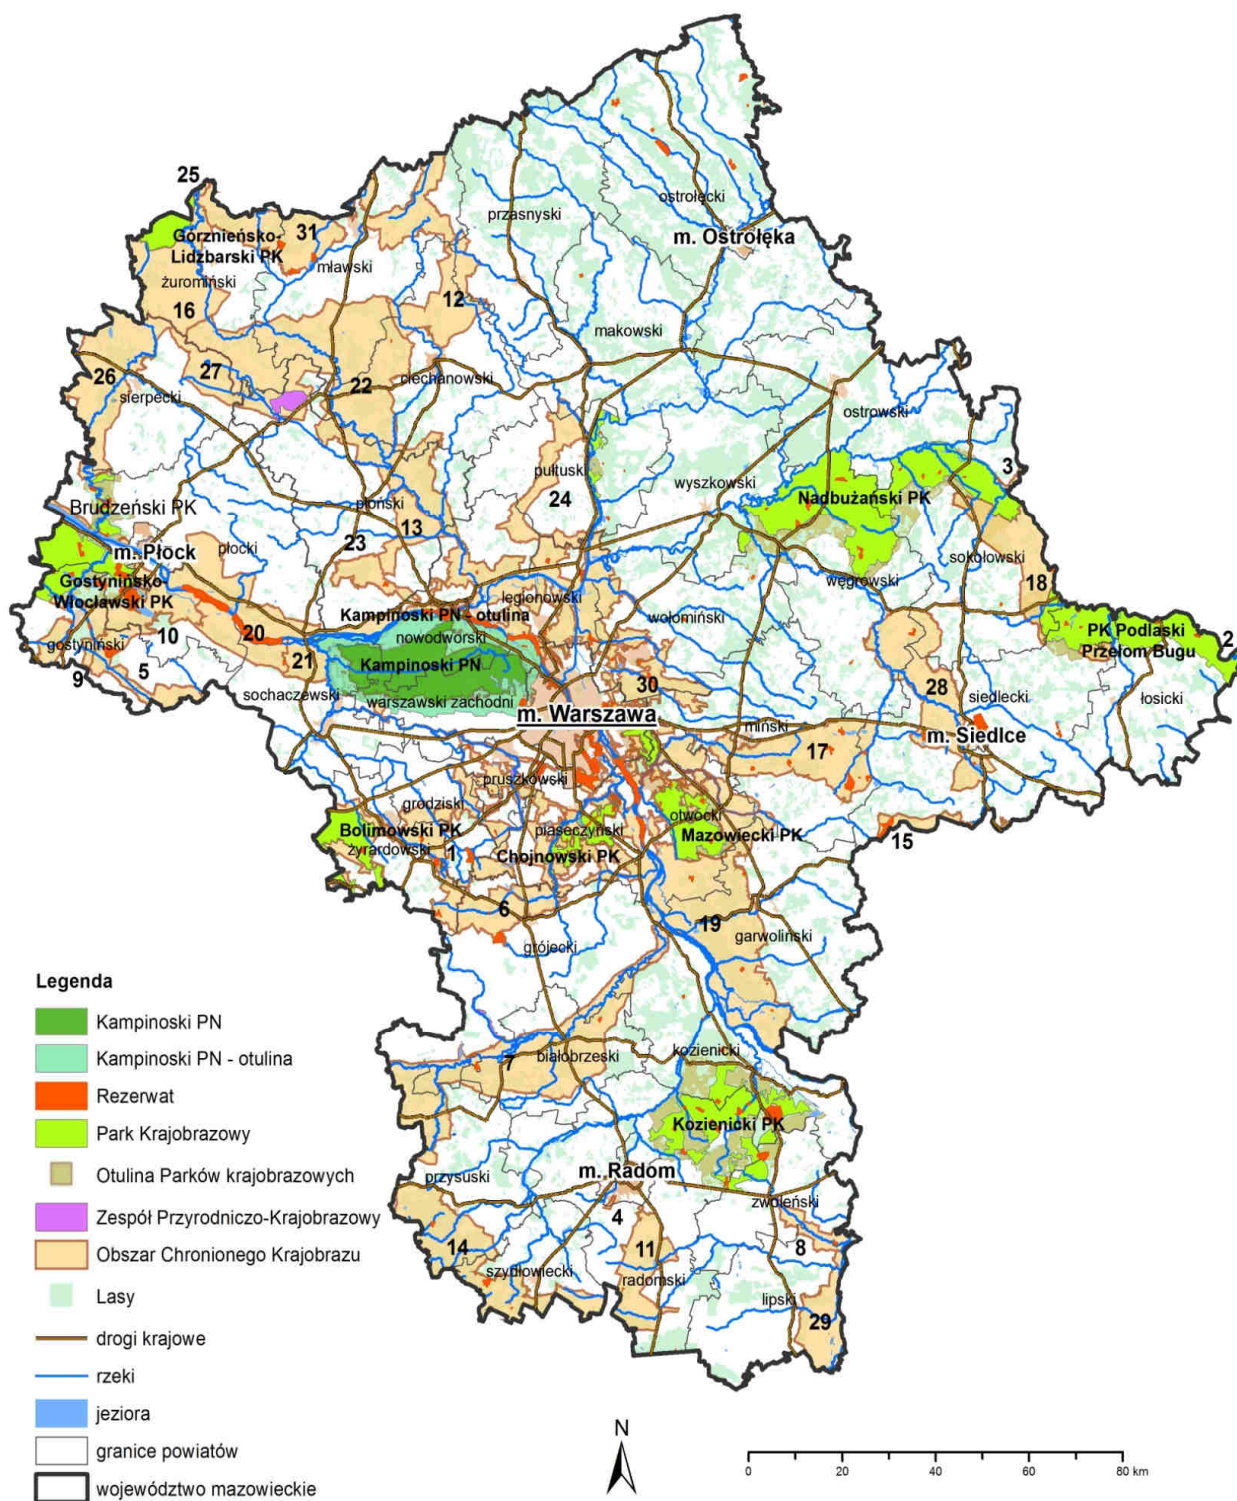 25
ostrołęcki
przasnyski
31
m. Ostrołęka
Górznieńsko-
Lidzbarski PK
mławski
żuromiński
12
16
makowski
26
27
22
ciechanowski
sierpecki
ostrowski
3
pułtuski
wyszkowski
24
Nadbużański PK
Brudzeński PK
płoński
13
23
m. Płock
płocki
sokołowski
węgrowski
18
Gostynińsko-
Włocławski PK
legionowski
Kampinoski PN - otulina
wołomiński
nowodworski
PK Podlaski
Przełom Bugu
2
gostyniński
10
20
5
21
Kampinoski PN
9
sochaczewski
warszawski zachodni
30
28
siedlecki
łosicki
m. Warszawa
miński
m. Siedlce
17
pruszkowski
grodziski
otwocki
Bolimowski PK
piaseczyński
Mazowiecki PK
15
żyrardowski
1
Chojnowski PK
6
19
garwoliński
grójecki
7
białobrzeski
kozienicki
Kozienicki PK
przysuski
m. Radom
zwoleński
4
14
11
8
szydłowiecki
radomski
lipski
29
Legenda
Kampinoski PN
Kampinoski PN - otulina
Rezerwat
Park Krajobrazowy
Otulina Parków krajobrazowych
Zespół Przyrodniczo-Krajobrazowy
Obszar Chronionego Krajobrazu
Lasy
drogi krajowe
rzeki
jeziora
granice powiatów
województwo mazowieckie
N
0 20 40 60 80 km